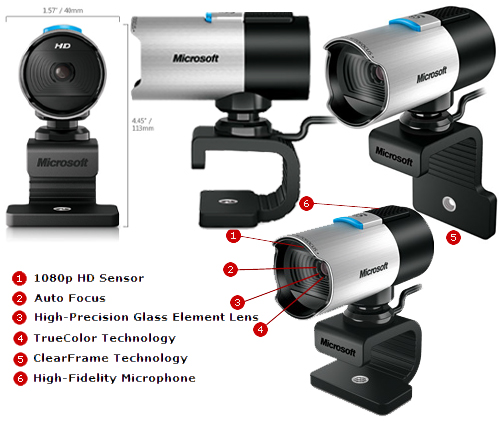 1.57" / 40mm
HD
Microsoft
4.45" /
113mm
Microsoft
Microsoft
Microsoft
6
5
1
2
3
4
Microsoft
1 1080p HD Sensor
2 Auto Focus
3 High-Precision Glass Element Lens
4 TrueColor Technology
5 ClearFrame Technology
6 High-Fidelity Microphone